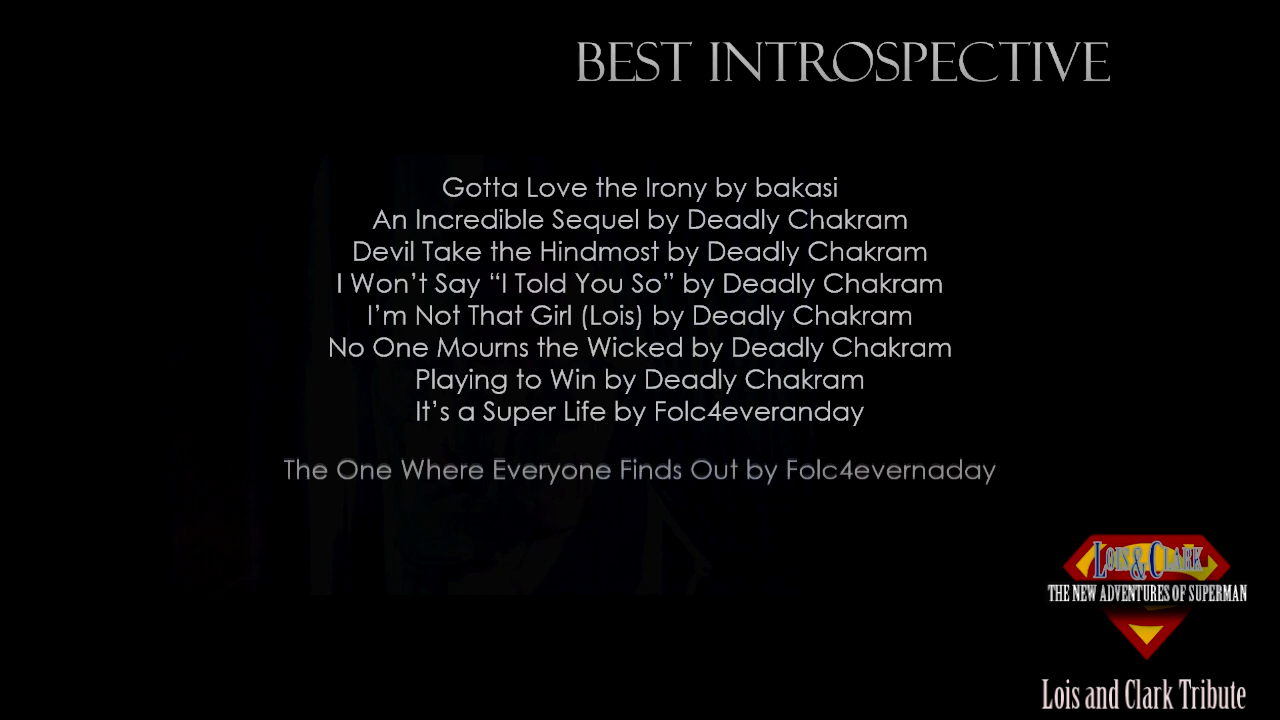 BEST INTROSPECTIVE
Gotta Love the Irony by bakasi
An Incredible Sequel by Deadly Chakram
Devil Take the Hindmost by Deadly Chakram
I Won’t Say “I Told You So” by Deadly Chakram
I’m Not That Girl (Lois) by Deadly Chakram
No One Mourns the Wicked by Deadly Chakram
Playing to Win by Deadly Chakram
It’s a Super Life by Folc4everanday
The One Where Everyone Finds Out by Folc4evernaday
LOIS & CLARK
THE NEW ADVENTURES OF SUPERMAN
Lois and Clark Tribute